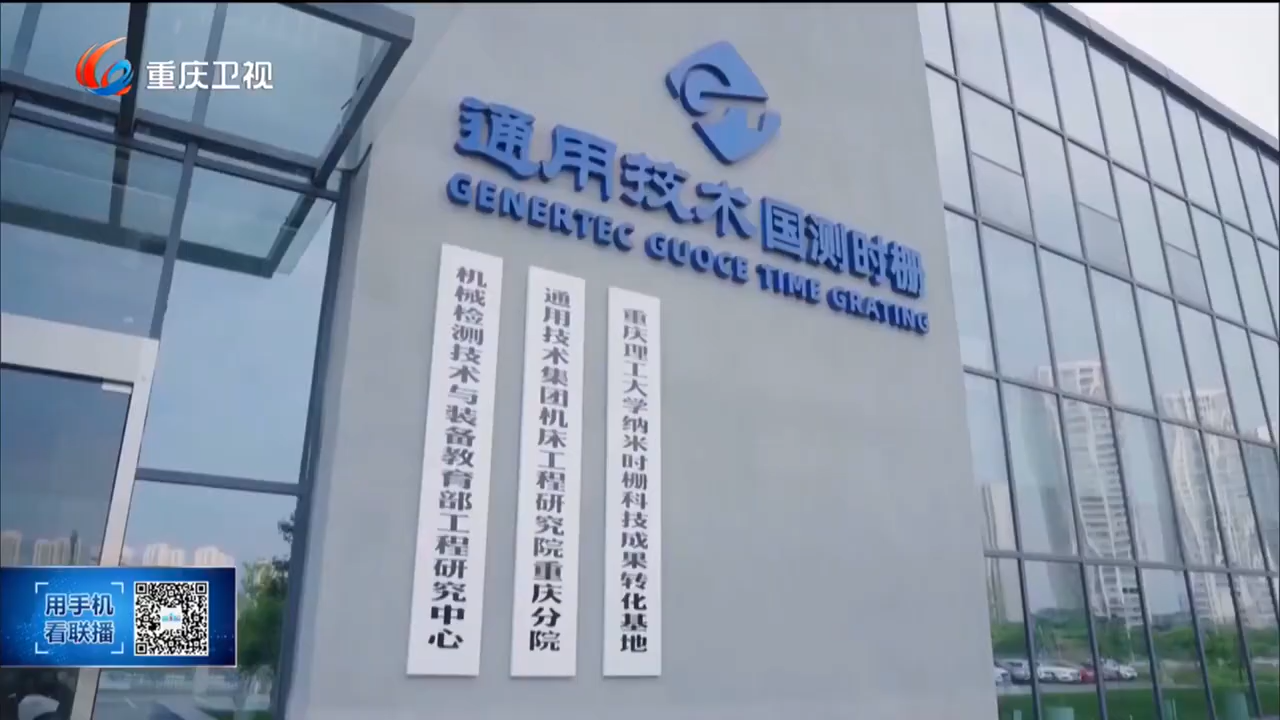 重庆卫视
通用技术国测时栅
GENERTEC GUOCE TIME GRATING
机械检测技术与装备教育部工程研究中心
通用技术集团机床工程研究院重庆分院
重庆理工大学纳米时栅科技成果转化基地
用手机
看联播